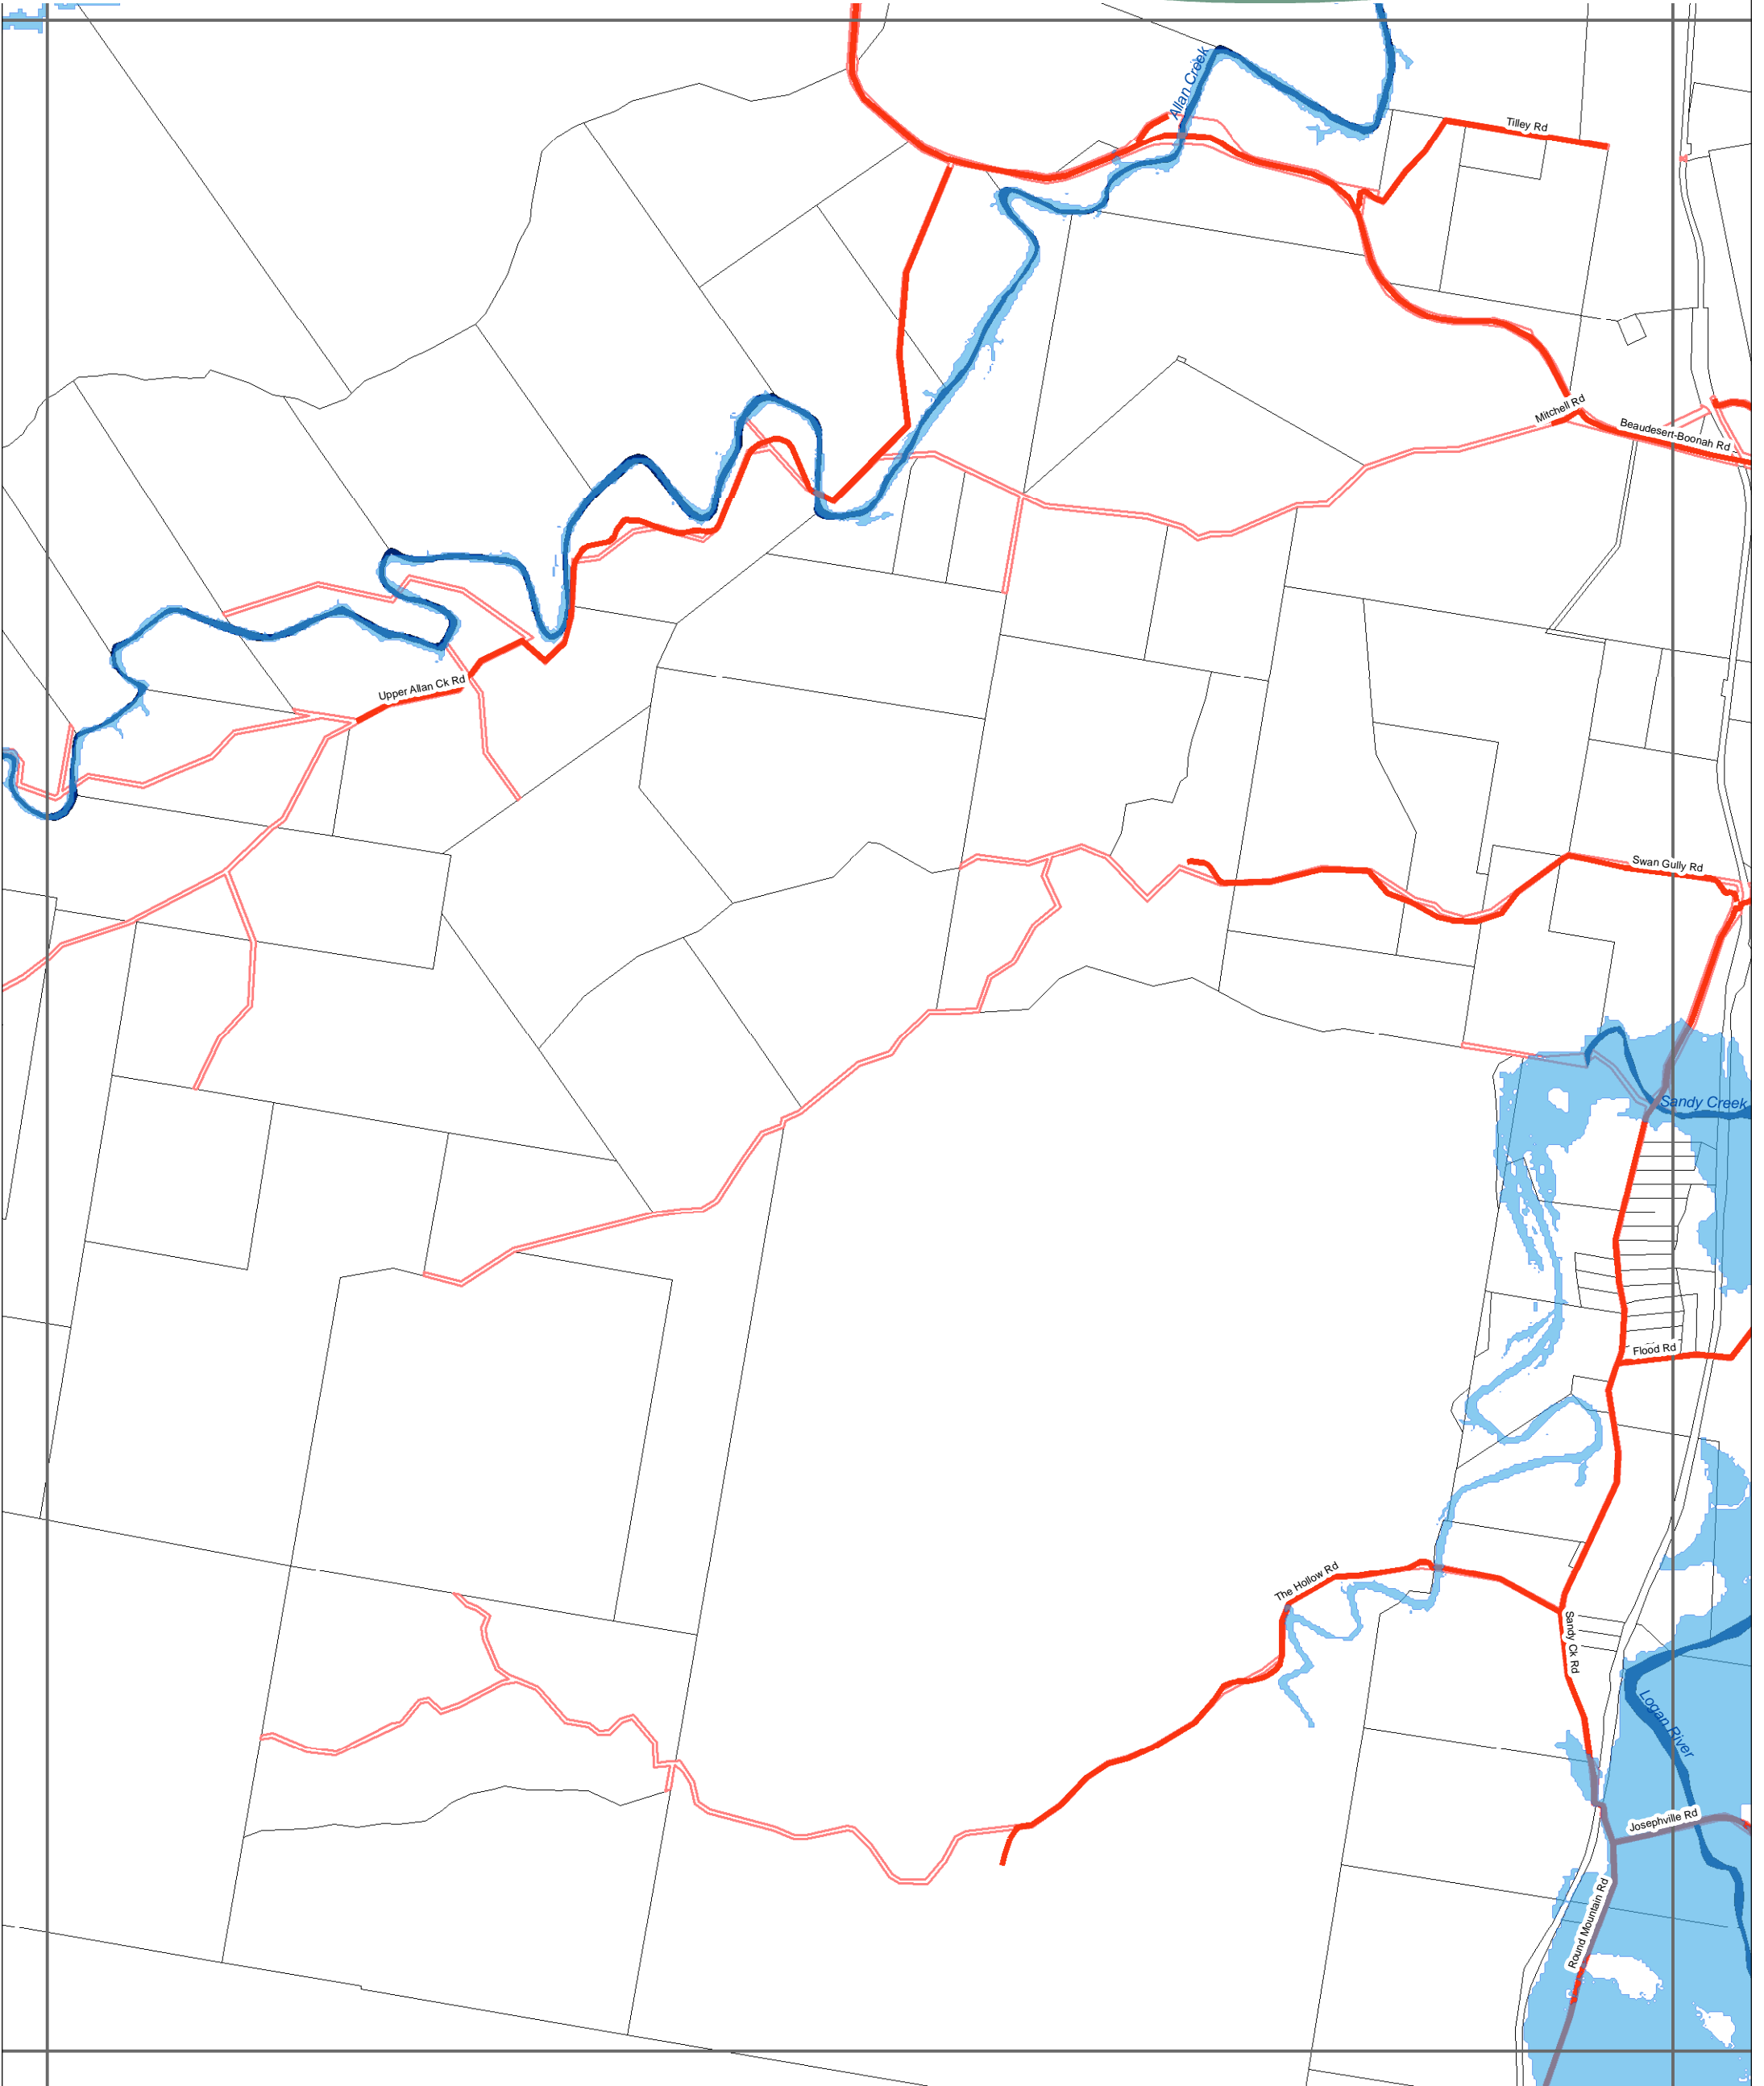 Allan Creek
Tilley Rd
Mitchell Rd
Beaudesert-Boonah Rd
Upper Allan Ck Rd
Swan Gully Rd
Sandy Creek
Flood Rd
The Hollow Rd
Sandy Ck Rd
Logan River
Josephville Rd
Round Mountain Rd